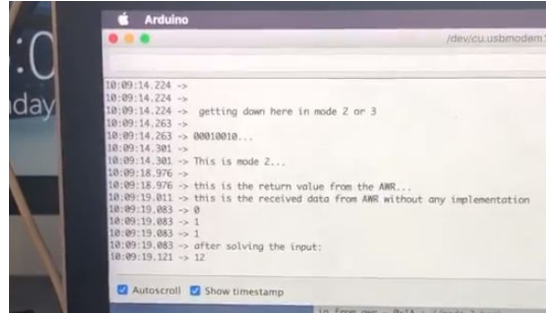 Arduino
/dev/cu.usbmodem
:0
day
10:09:14.224 ->
10:09:14.224 ->
10:09:14.224 -> getting down here in mode 2 or 3
10:09:14.263 ->
10:09:14.263 -> 00010010...
10:09:14.301 ->
10:09:14.301 -> This is mode 2...
10:09:18.976 ->
10:09:18.976 -> this is the return value from the AWR...
10:09:19.011 -> this is the received data from AWR without any implementation
10:09:19.083 -> 0
10:09:19.083 -> 1
10:09:19.083 -> 1
10:09:19.083 -> after solving the input:
10:09:19.121 -> 12
Autoscroll Show timestamp